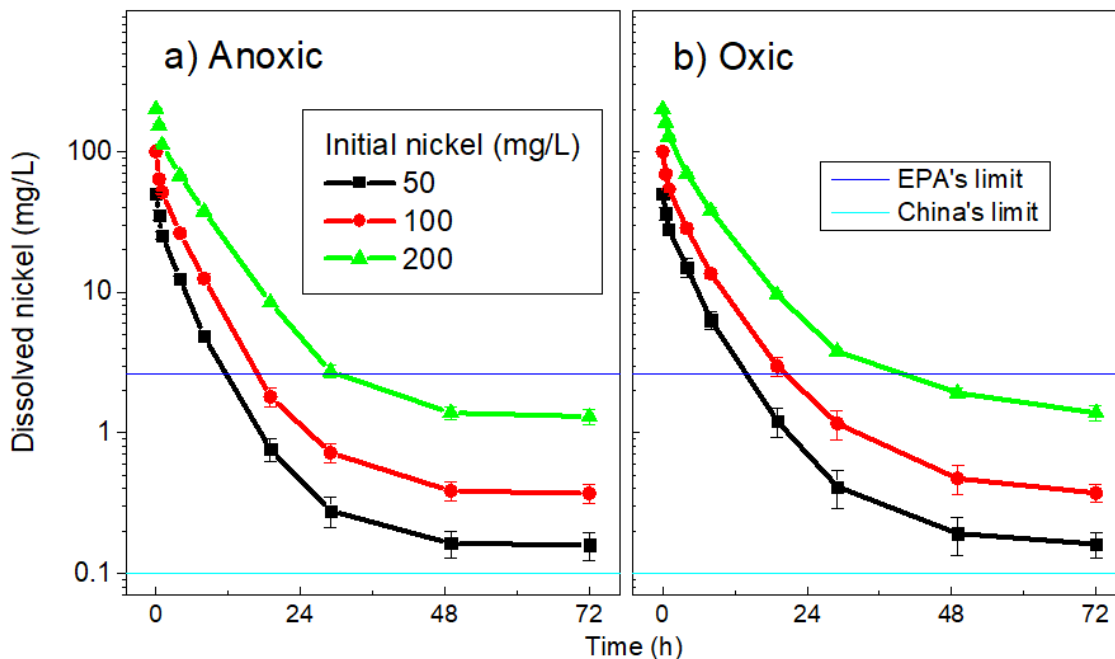 a) Anoxic
b) Oxic
Initial nickel (mg/L)
50
100
200
EPA's limit
China's limit
Dissolved nickel (mg/L)
100
10
1
0.1
0
24
48
72
0
24
48
72
Time (h)